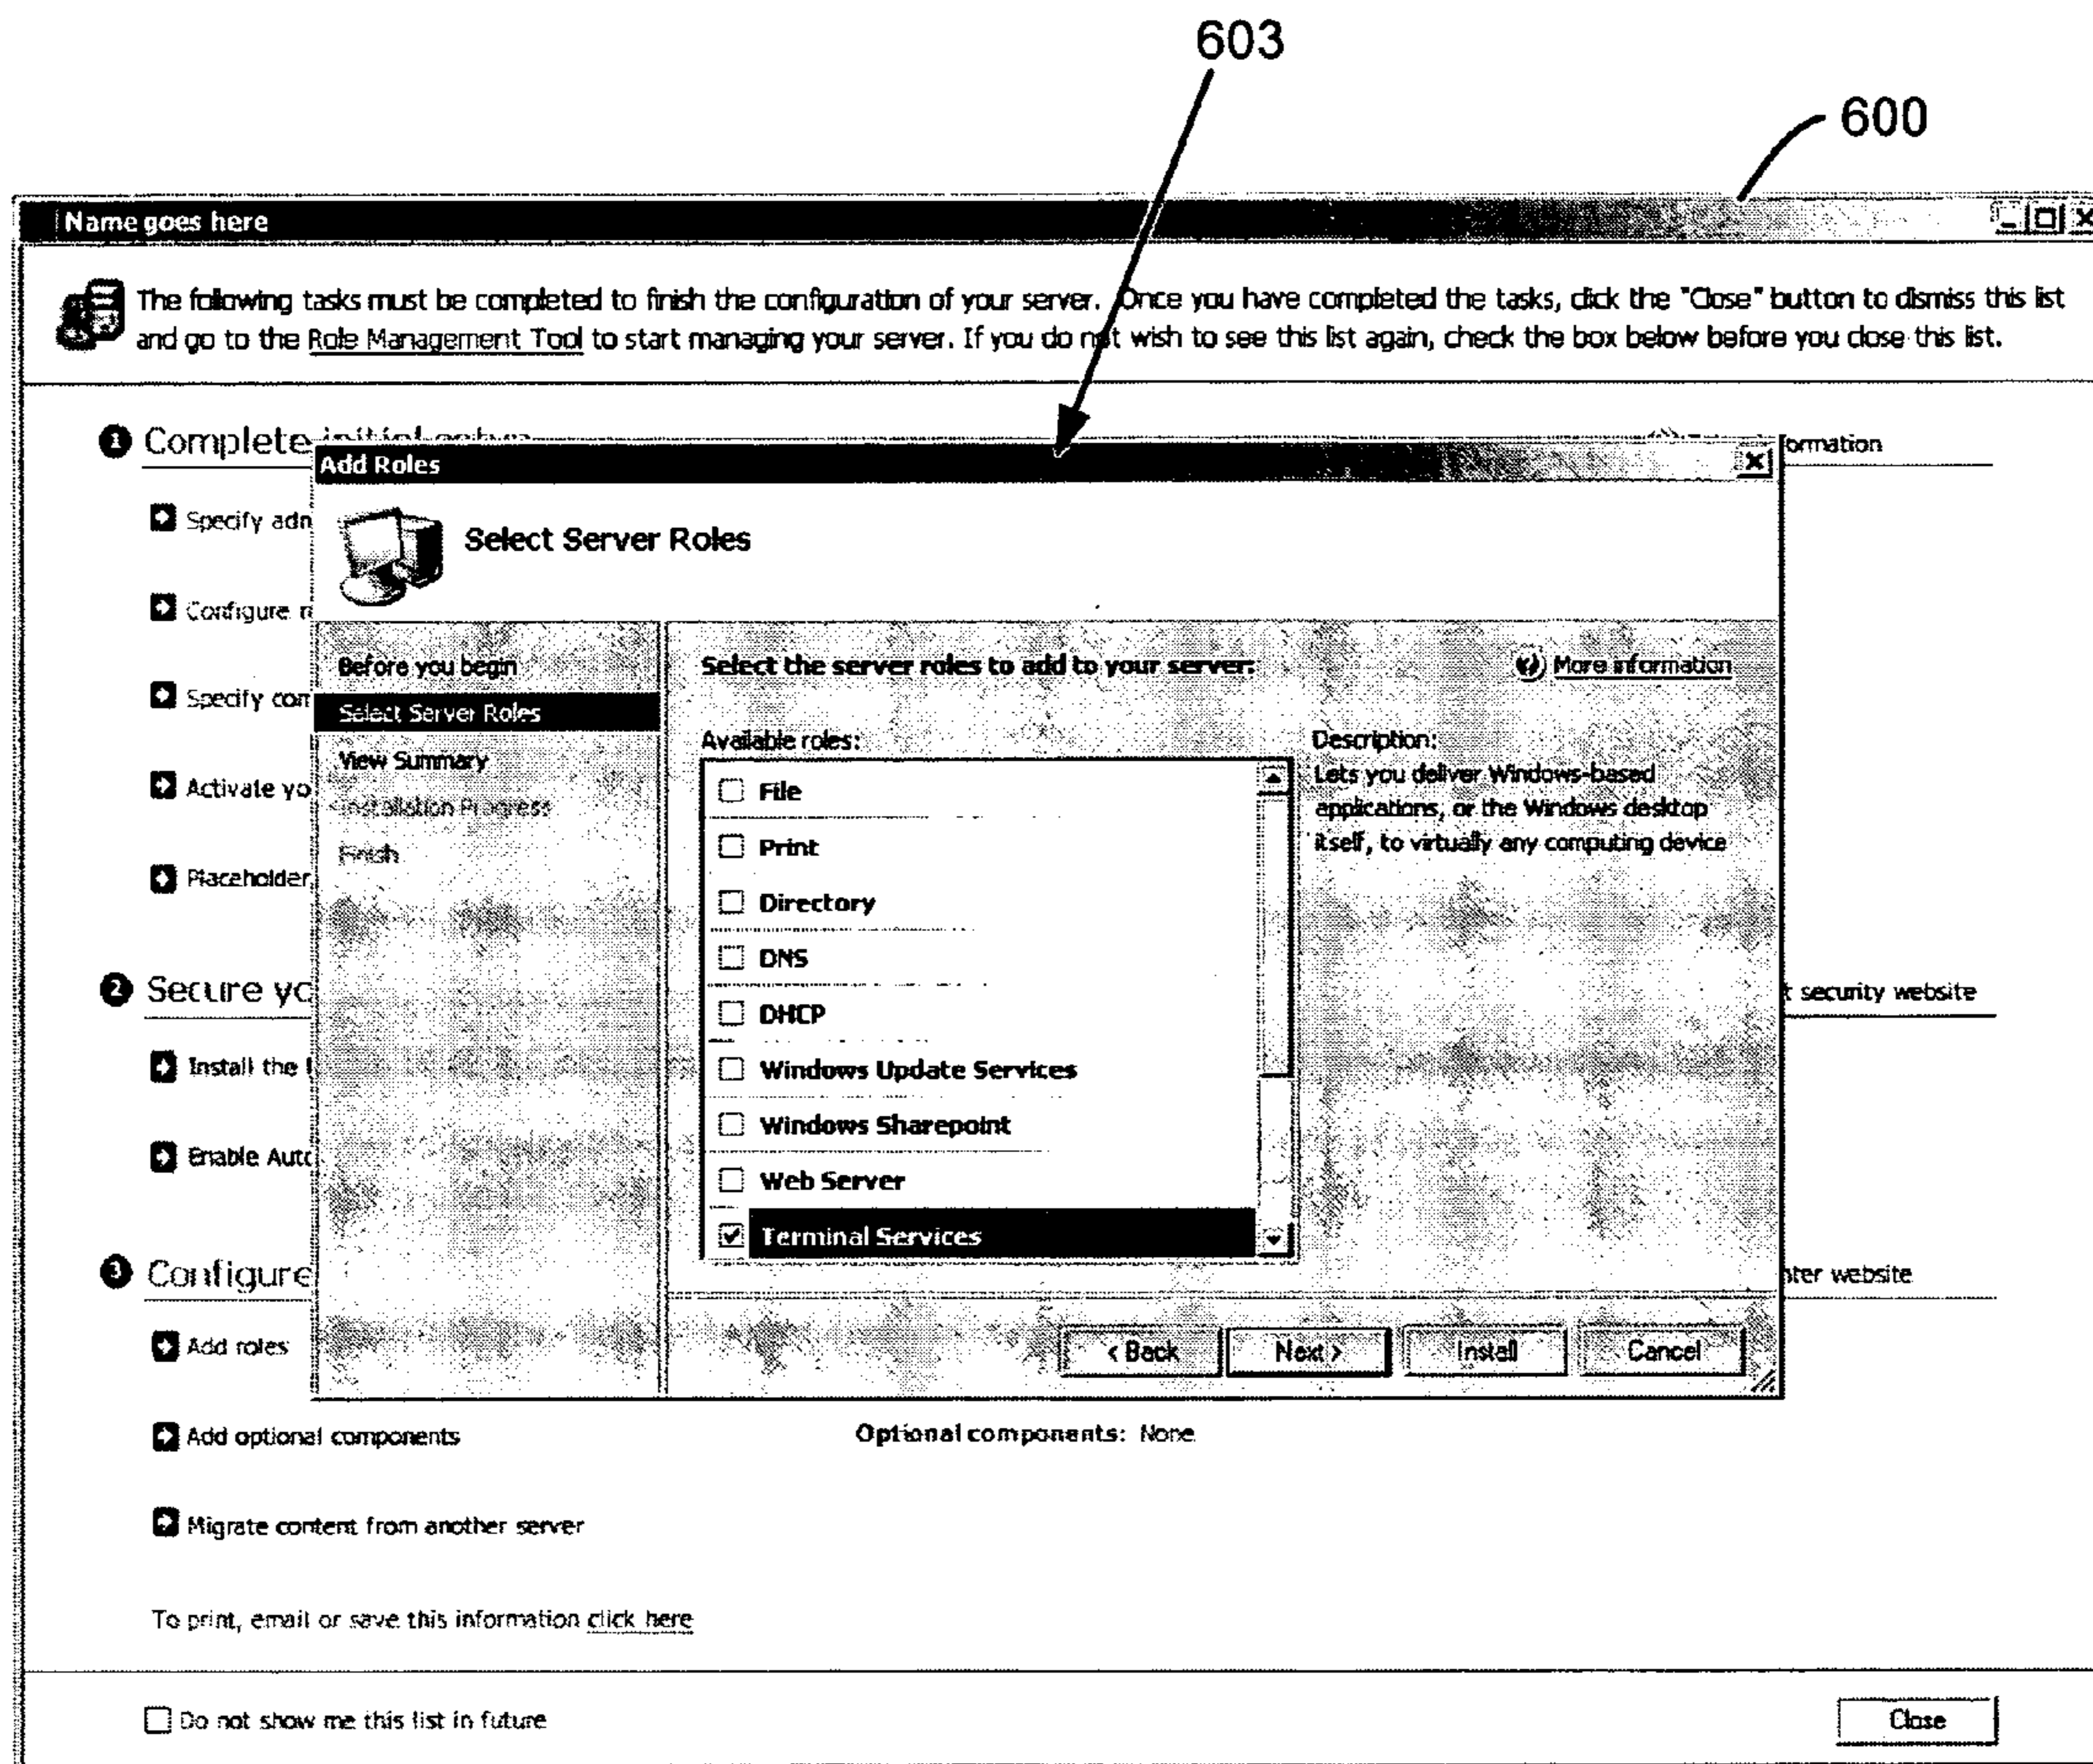 603
600
Name goes here
The following tasks must be completed to finish the configuration of your server. Once you have completed the tasks, click the "Close" button to dismiss this list
and go to the Role Management Tool to start managing your server. If you do not wish to see this list again, check the box below before you close this list.
1 Complete initial setup
ormation
Add Roles
Specify adm
Select Server Roles
Configure n
Before you begin
Select the server roles to add to your server:
More information
Specify com
Select Server Roles
Available roles:
Description:
View Summary
Lets you deliver Windows-based
applications, or the Windows desktop
itself, to virtually any computing device
Activate yo
File
Installation Progress
Print
Finish
Placeholder
Directory
DNS
2 Secure yo
t security website
DHCP
Install the
Windows Update Services
Windows Sharepoint
Enable Auto
Web Server
Terminal Services
3 Configure
nter website
Add roles
< Back
Next >
Install
Cancel
Add optional components
Optional components: None
Migrate content from another server
To print, email or save this information click here
Do not show me this list in future
Close